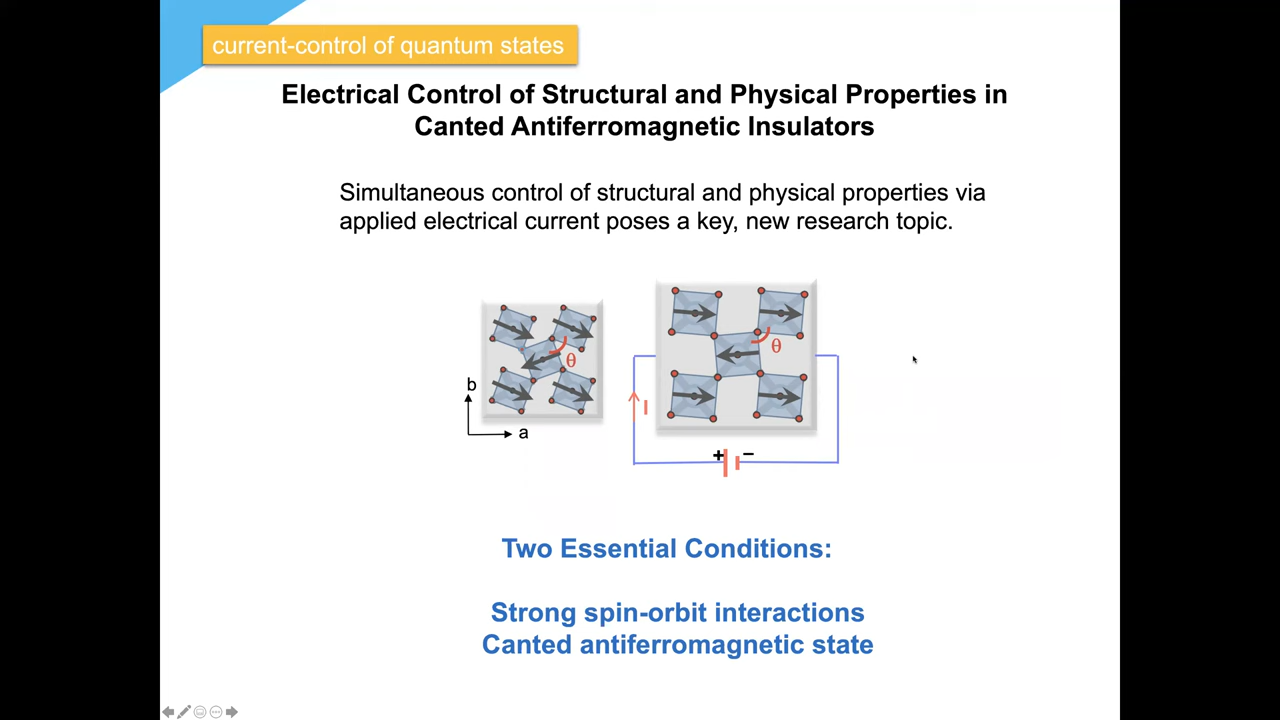 current-control of quantum states
Electrical Control of Structural and Physical Properties in
Canted Antiferromagnetic Insulators
Simultaneous control of structural and physical properties via
applied electrical current poses a key, new research topic.
θ
θ
b
a
I
+ −
Two Essential Conditions:
Strong spin-orbit interactions
Canted antiferromagnetic state